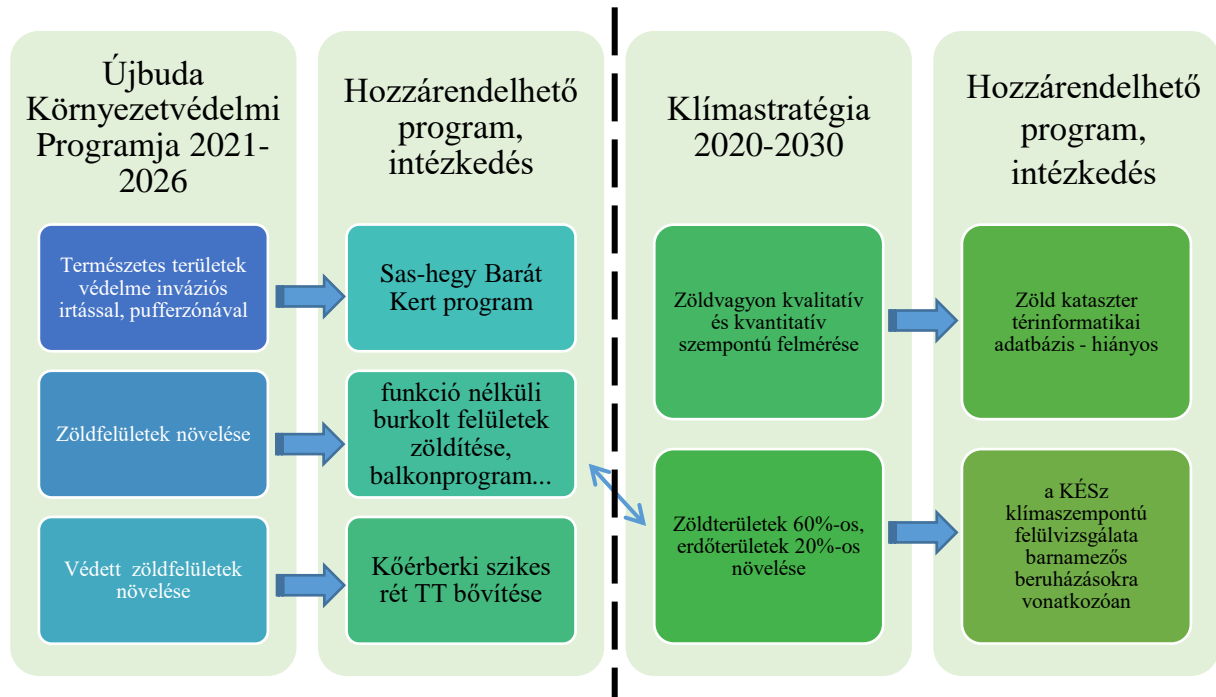 Újbuda
Környezetvédelmi
Programja 2021-
2026
Természetes területek
védelme inváziós
irtással, pufferzónával
Zöldfelületek növelése
Védett zöldfelületek
növelése
Hozzárendelhető
program,
intézkedés
Sas-hegy Barát
Kert program
funkció nélküli
burkolt felületek
zöldítése,
balkonprogram...
Kőérberki szikes
rét TT bővítése
Klímastratégia
2020-2030
Zöldvagyon kvalitatív
és kvantitatív
szempontú felmérése
Zöldterületek 60%-os,
erdőterületek 20%-os
növelése
Hozzárendelhető
program,
intézkedés
Zöld kataszter
térinformatikai
adatbázis - hiányos
a KÉSz
klímaszempontú
felülvizsgálata
barnamezős
beruházásokra
vonatkozóan